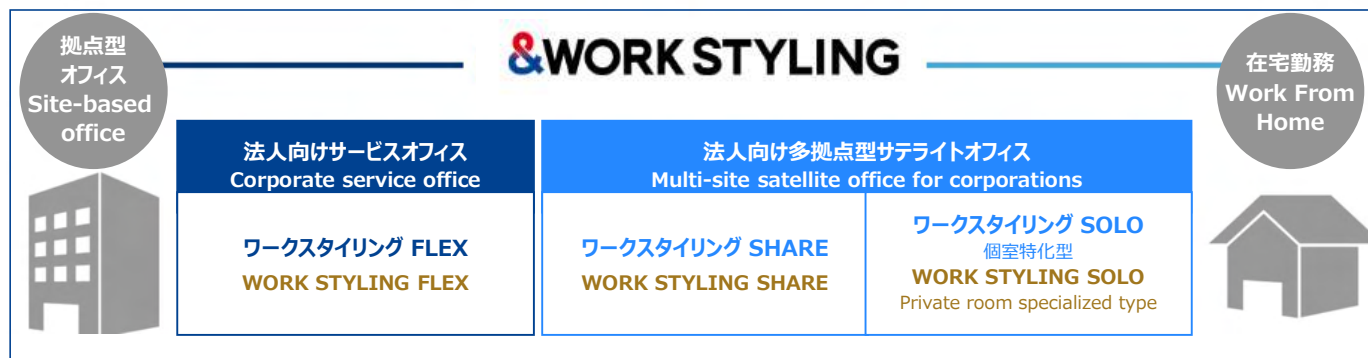 拠点型
オフィス
Site-based
office
&WORK STYLING
在宅勤務
Work From
Home
法人向けサービスオフィス
Corporate service office
法人向け多拠点型サテライトオフィス
Multi-site satellite office for corporations
ワークスタイリング FLEX
WORK STYLING FLEX
ワークスタイリング SHARE
WORK STYLING SHARE
ワークスタイリング SOLO
個室特化型
WORK STYLING SOLO
Private room specialized type